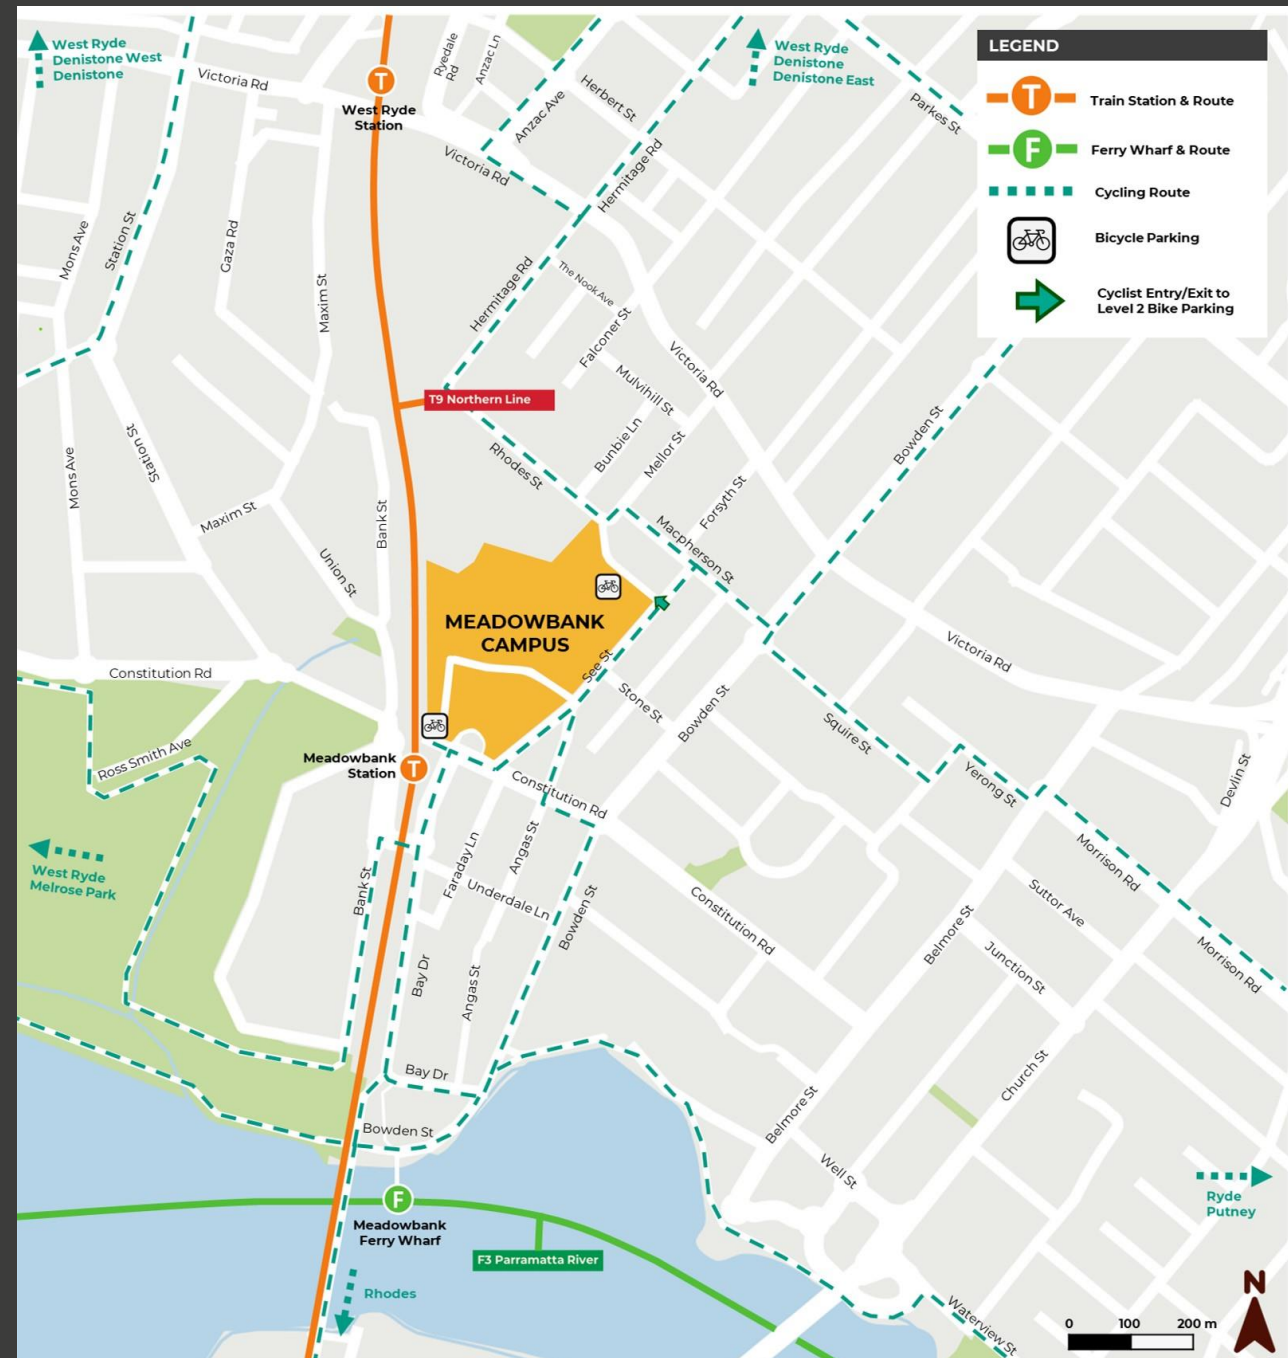 West Ryde
Denistone West
Denistone
Victoria Rd
T
West Ryde
Station
Ryedale
Rd
Anzac Ln
Herbert St
Anzac Ave
West Ryde
Denistone
Denistone East
Parkes St
LEGEND
T
Train Station & Route
F
Ferry Wharf & Route
Cycling Route
Bicycle Parking
Cyclist Entry/Exit to
Level 2 Bike Parking
Victoria Rd
Hermitage Rd
Mons Ave
Station St
Gaza Rd
Maxim St
Hermitage Rd
The Nook Ave
Falconer St
Victoria Rd
Mulvihill St
T9 Northern Line
Bowden St
Mons Ave
Station St
Rhodes St
Bunbie Ln
Mellor St
Forsyth St
Maxim St
Bank St
Union St
Macpherson St
MEADOWBANK
CAMPUS
See St
Victoria Rd
Constitution Rd
Stone St
Bowden St
Squire St
Ross Smith Ave
Meadowbank
Station
T
Constitution Rd
Yerong St
Devlin St
West Ryde
Melrose Park
Bank St
Faraday Ln
Angas St
Underdale Ln
Bowden St
Constitution Rd
Morrison Rd
Suttor Ave
Belmore St
Junction St
Morrison Rd
Bay Dr
Angas St
Bay Dr
Church St
Bowden St
Belmore St
Well St
F
Meadowbank
Ferry Wharf
F3 Parramatta River
Ryde
Putney
Rhodes
Waterview St
N
0
100
200 m